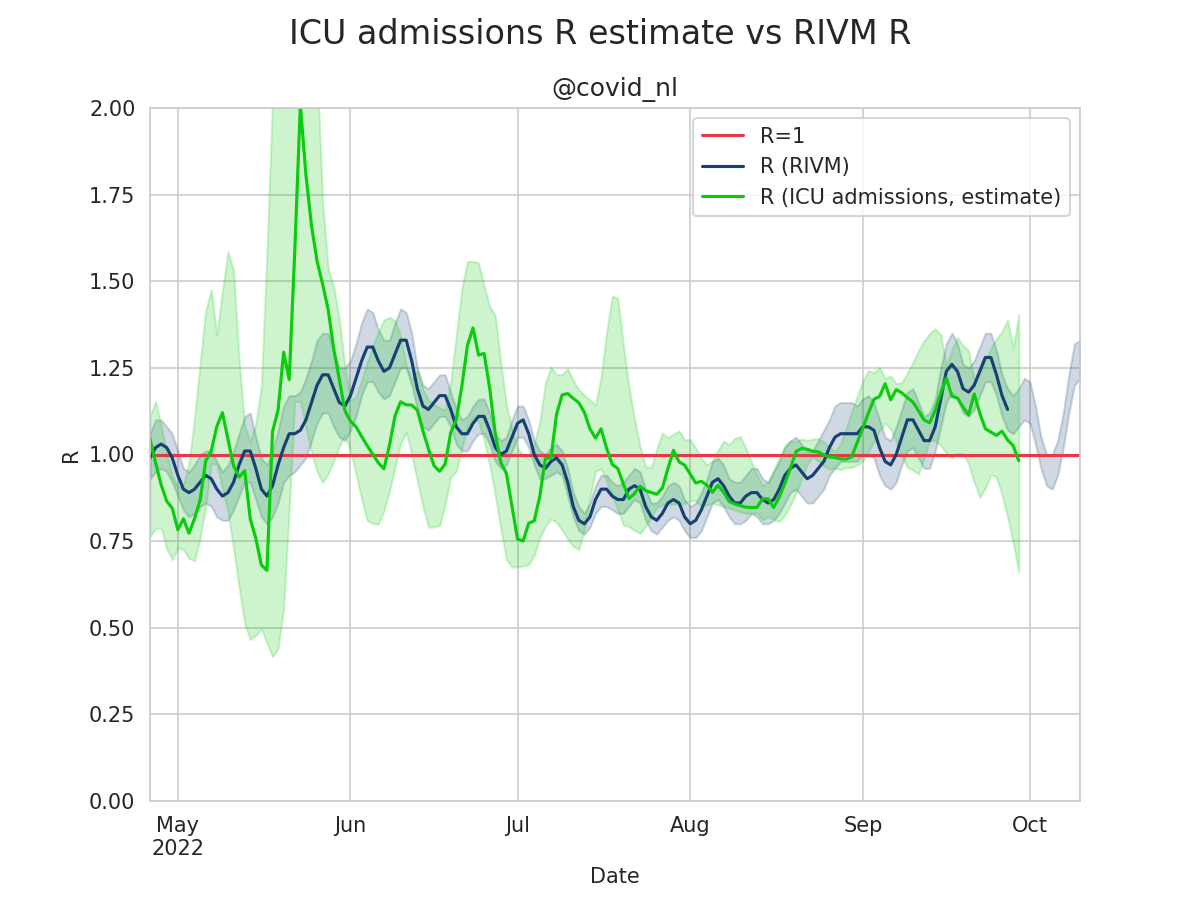 ICU admissions R estimate vs RIVM R
@covid_nl
R=1
R (RIVM)
R (ICU admissions, estimate)
2.00
1.75
1.50
1.25
1.00
0.75
0.50
0.25
0.00
R
May
2022
Jun
Jul
Aug
Sep
Oct
Date